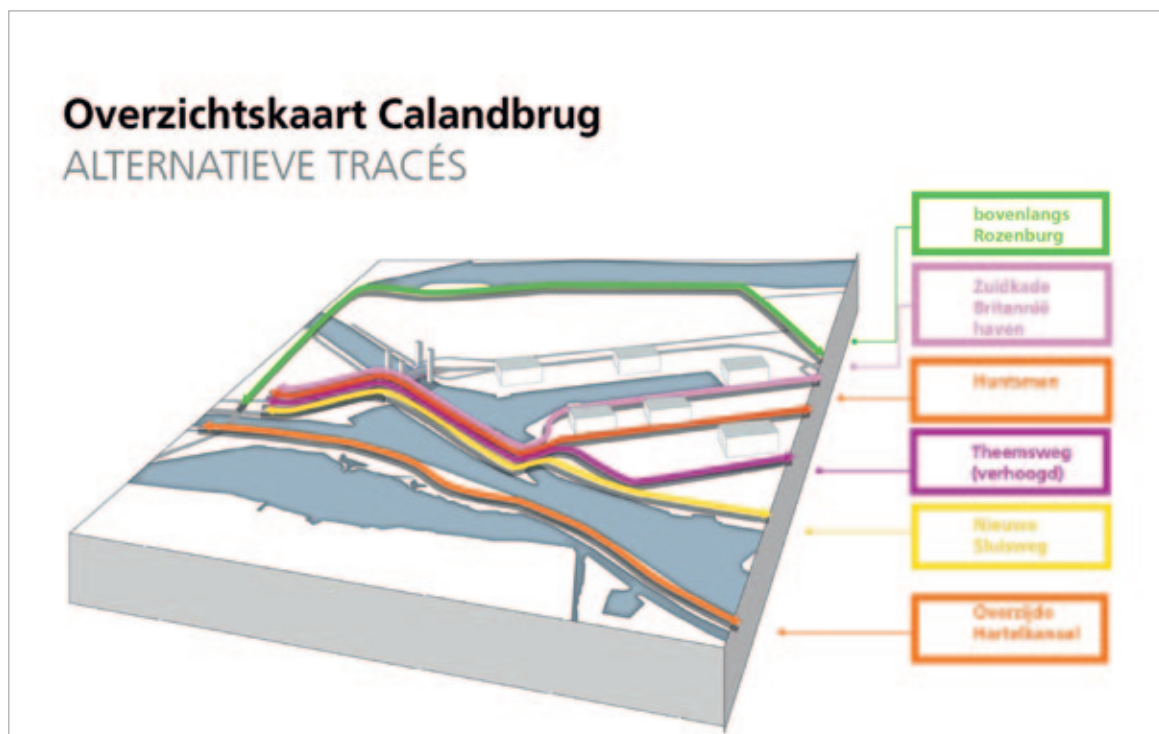 Overzichtskaart Calandbrug
ALTERNATIEVE TRACÉS
bovenlangs
Rozenburg
Zuidkade
Britannië
haven
Huntsman
Theemsweg
(verhoogd)
Nieuwe
Sluisweg
Overzijde
Hartelkanaal